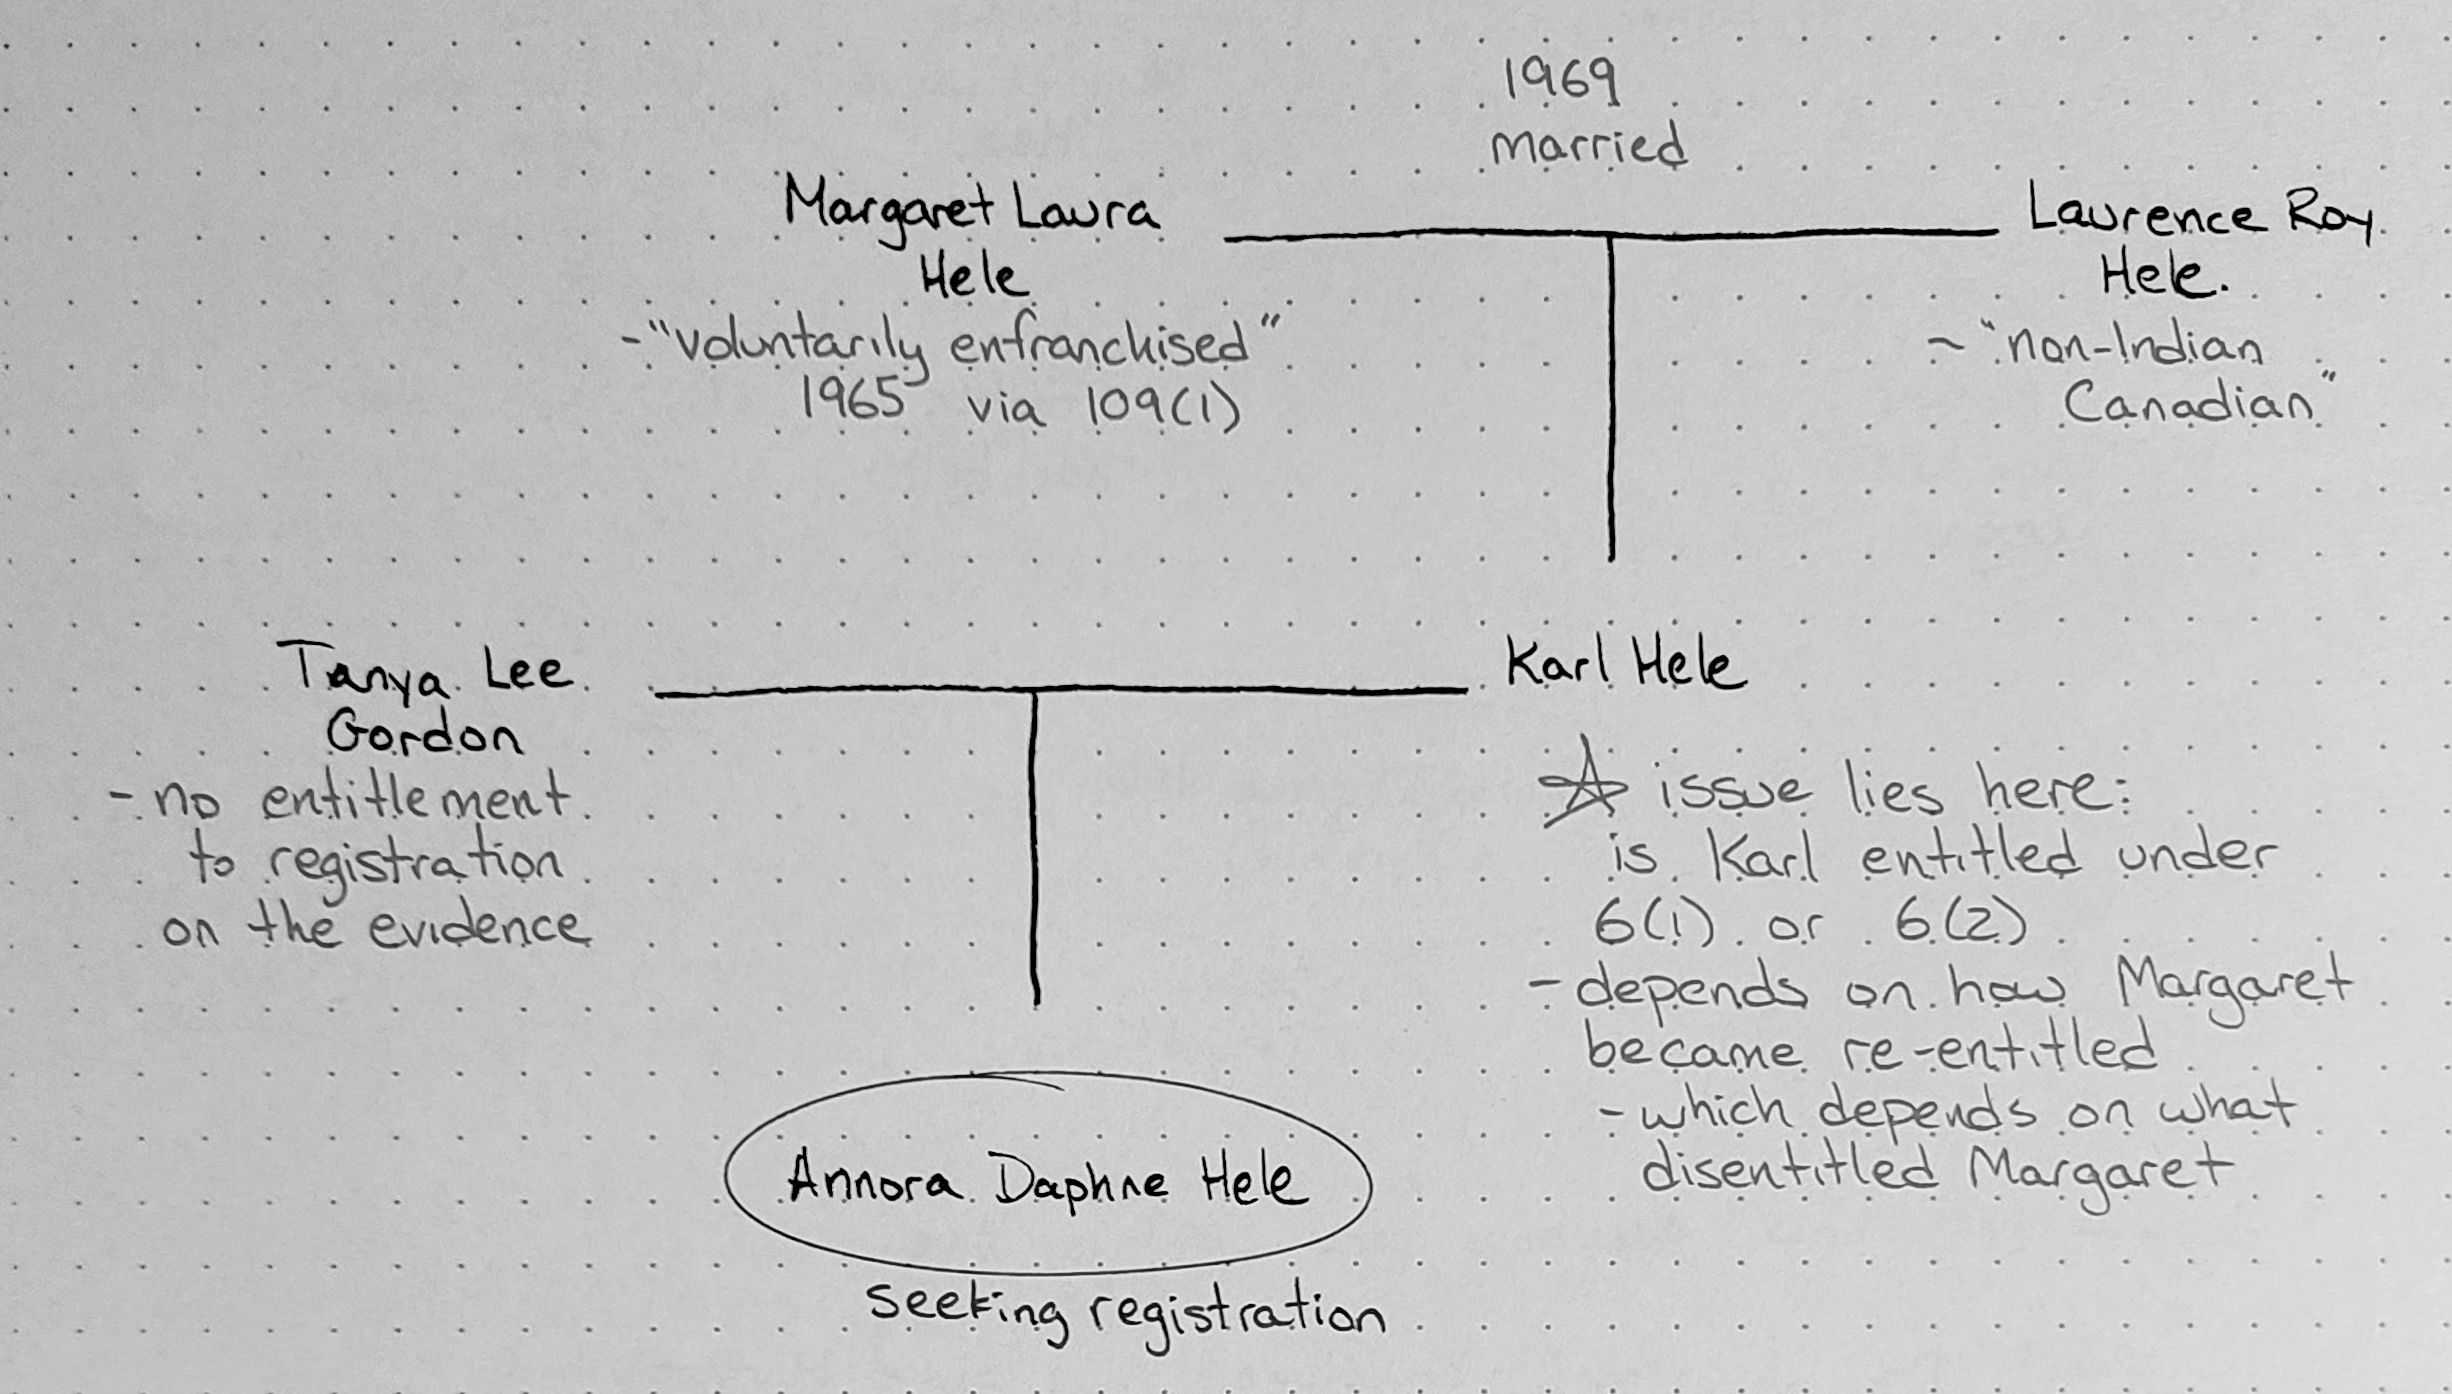 1969
married
Margaret Laura
Hele
- "voluntarily enfranchised"
1965 via 109(1)
Laurence Roy
Hele.
- "non-Indian
Canadian"
Tanya Lee
Gordon
- no entitlement
to registration
on the evidence
Karl Hele
☆ issue lies here:
is Karl entitled under
6(1) or 6(2)
- depends on how Margaret
became re-entitled
- which depends on what
disentitled Margaret
Annora Daphne Hele
seeking registration